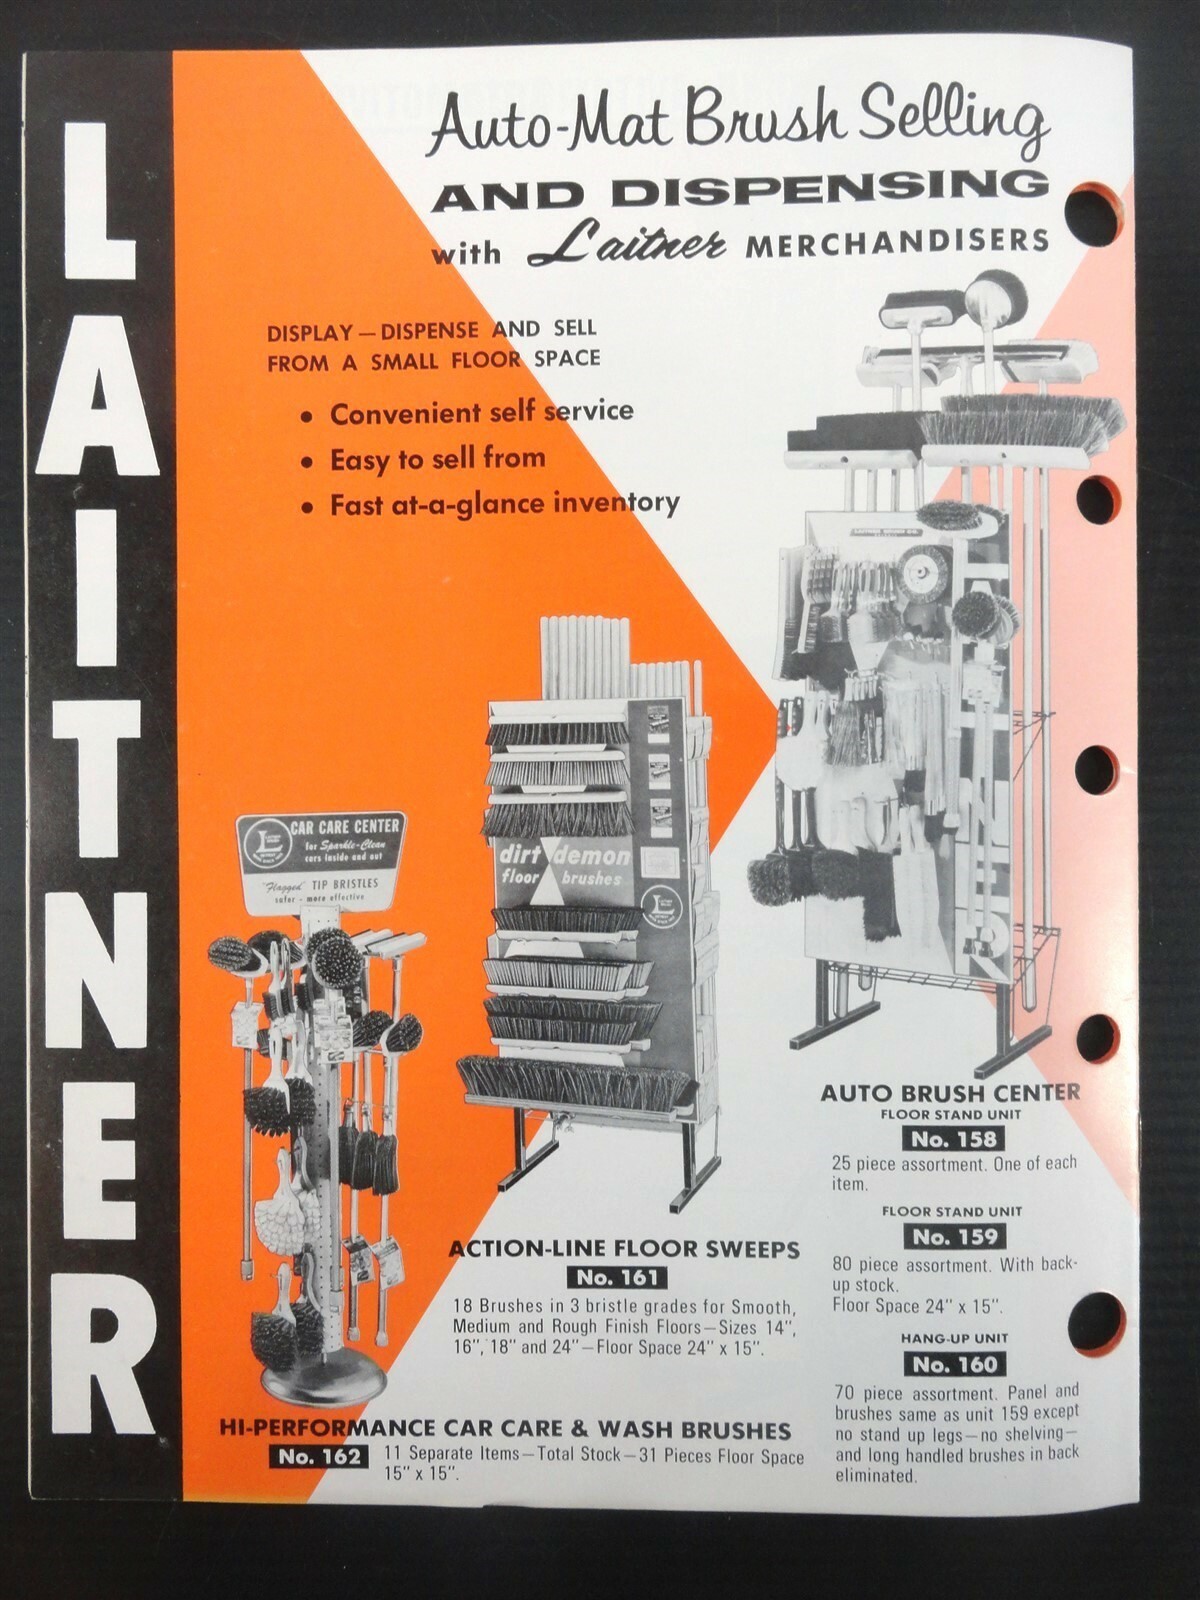 LAITNER
Auto-Mat Brush Selling
AND DISPENSING
with Laitner MERCHANDISERS
DISPLAY — DISPENSE AND SELL
FROM A SMALL FLOOR SPACE
• Convenient self service
• Easy to sell from
• Fast at-a-glance inventory
L
CAR CARE CENTER
for Sparkle-Clean
cars inside and out
"Flagged" TIP BRISTLES
safer - more effective
dirt demon
floor brushes
L
LAITNER
AUTO BRUSH CENTER
FLOOR STAND UNIT
No. 158
25 piece assortment. One of each
item.
FLOOR STAND UNIT
No. 159
80 piece assortment. With back-
up stock.
Floor Space 24" x 15".
HANG-UP UNIT
No. 160
70 piece assortment. Panel and
brushes same as unit 159 except
no stand up legs—no shelving—
and long handled brushes in back
eliminated.
ACTION-LINE FLOOR SWEEPS
No. 161
18 Brushes in 3 bristle grades for Smooth,
Medium and Rough Finish Floors—Sizes 14",
16", 18" and 24"—Floor Space 24" x 15".
HI-PERFORMANCE CAR CARE & WASH BRUSHES
No. 162 11 Separate Items—Total Stock—31 Pieces Floor Space
15" x 15".